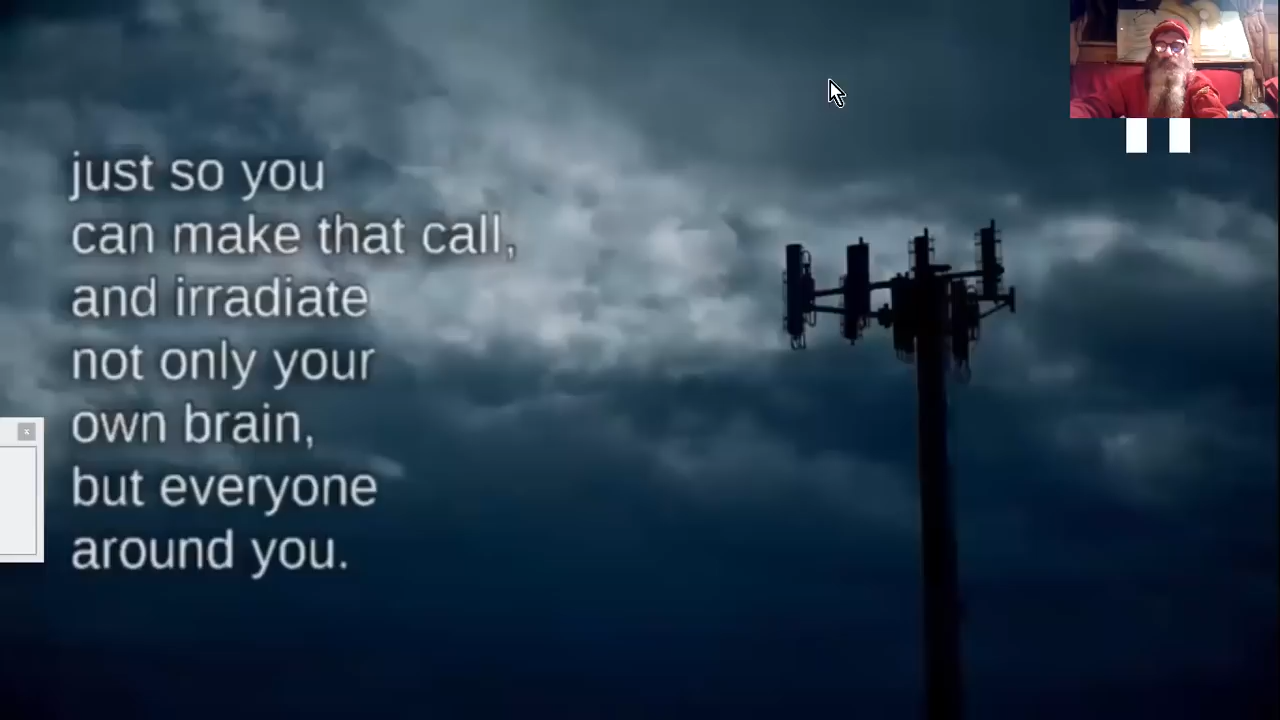 just so you
can make that call,
and irradiate
not only your
own brain,
but everyone
around you.